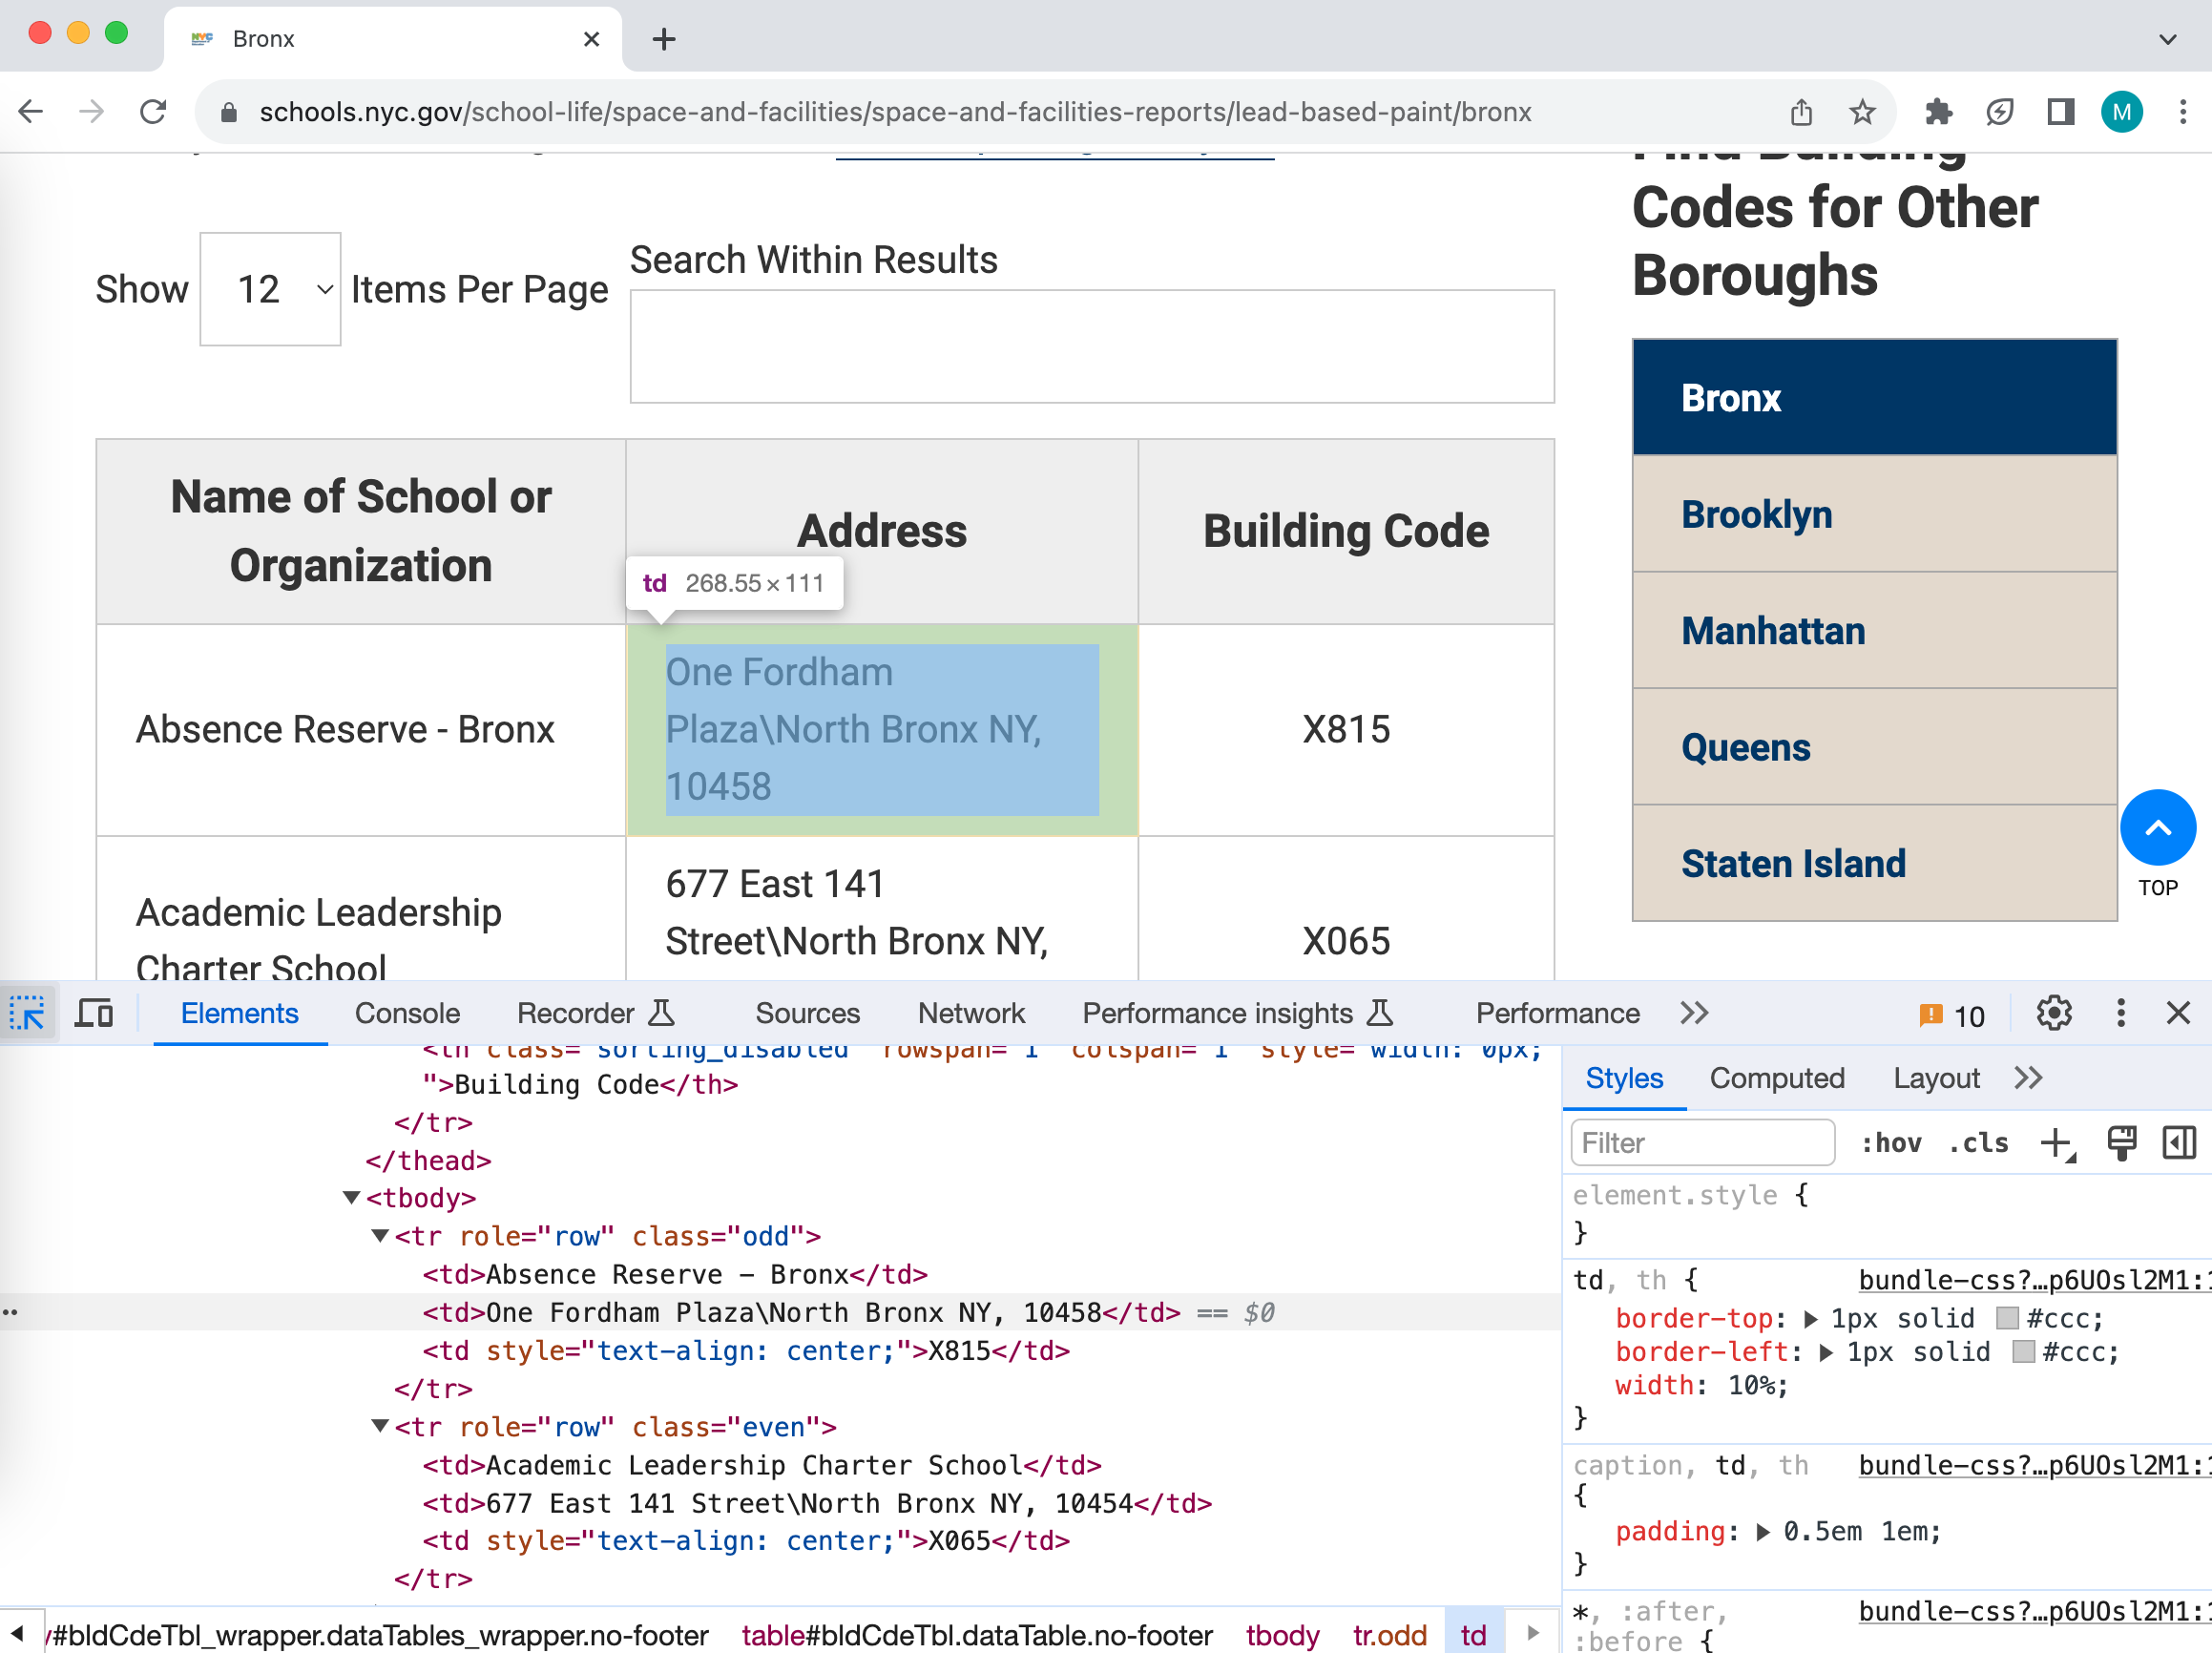 Bronx
schools.nyc.gov/school-life/space-and-facilities/space-and-facilities-reports/lead-based-paint/bronx
M
Find Building
Codes for Other
Boroughs
Show 12 Items Per Page
Search Within Results
Bronx
Brooklyn
Manhattan
Queens
Staten Island
TOP
Name of School or
Organization
Address
Building Code
td 268.55 × 111
Absence Reserve - Bronx
One Fordham
Plaza\North Bronx NY,
10458
X815
Academic Leadership
Charter School
677 East 141
Street\North Bronx NY,
X065
Elements Console Recorder Sources Network Performance insights Performance 10
<th class="sorting_disabled" rowspan="1" colspan="1" style="width: 0px;
">Building Code</th>
</tr>
</thead>
<tbody>
<tr role="row" class="odd">
<td>Absence Reserve – Bronx</td>
<td>One Fordham Plaza\North Bronx NY, 10458</td> == $0
<td style="text-align: center;">X815</td>
</tr>
<tr role="row" class="even">
<td>Academic Leadership Charter School</td>
<td>677 East 141 Street\North Bronx NY, 10454</td>
<td style="text-align: center;">X065</td>
</tr>
#bldCdeTbl_wrapper.dataTables_wrapper.no-footer table#bldCdeTbl.dataTable.no-footer tbody tr.odd td
Styles Computed Layout
Filter :hov .cls
element.style {
}
td, th { bundle-css?…p6UOsl2M1:1
border-top: 1px solid #ccc;
border-left: 1px solid #ccc;
width: 10%;
}
caption, td, th bundle-css?…p6UOsl2M1:1
{
padding: 0.5em 1em;
}
*, :after, bundle-css?…p6UOsl2M1:1
:before {